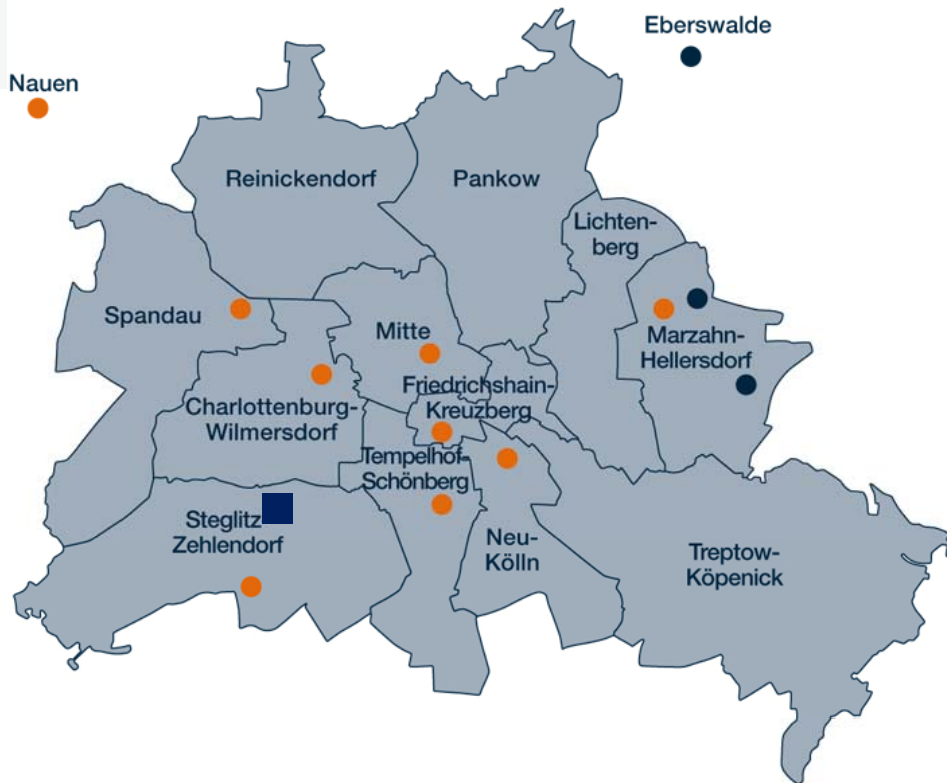 Eberswalde
Nauen
Reinickendorf
Pankow
Lichten-
berg
Spandau
Mitte
Marzahn-
Hellersdorf
Friedrichshain-
Kreuzberg
Charlottenburg-
Wilmersdorf
Tempelhof-
Schönberg
Steglitz
Zehlendorf
Neu-
Kölln
Treptow-
Köpenick